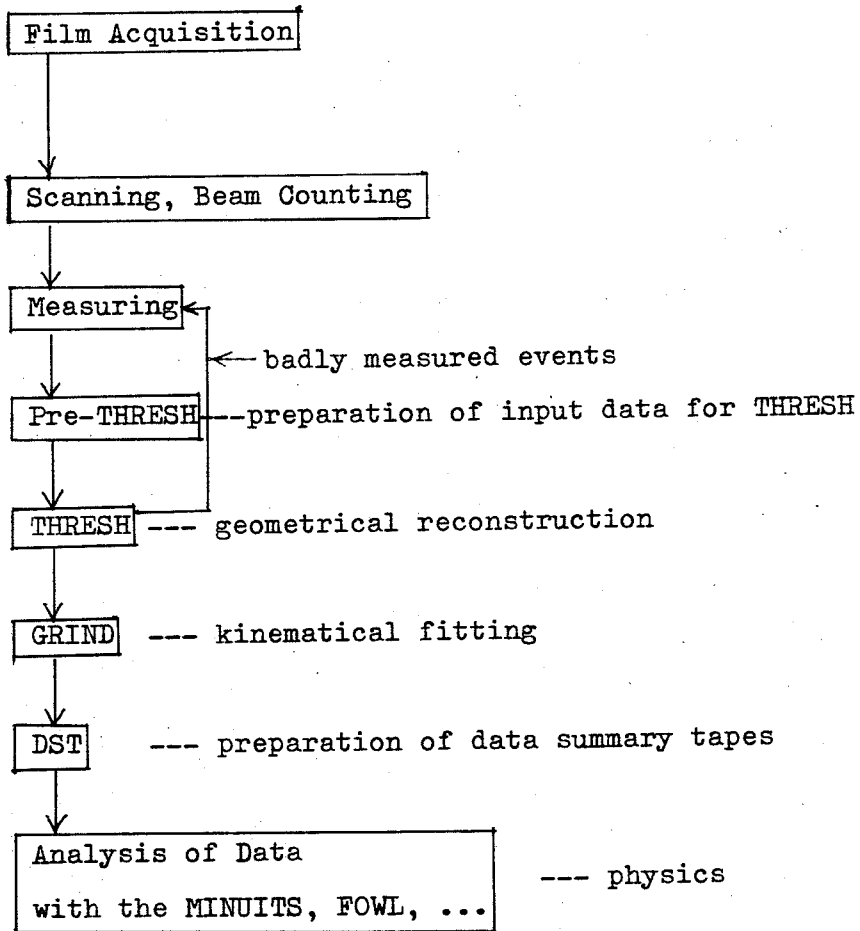 Film Acquisition
Scanning, Beam Counting
Measuring
badly measured events
Pre-THRESH ---preparation of input data for THRESH
THRESH --- geometrical reconstruction
GRIND --- kinematical fitting
DST --- preparation of data summary tapes
Analysis of Data
with the MINUITS, FOWL, ...
--- physics